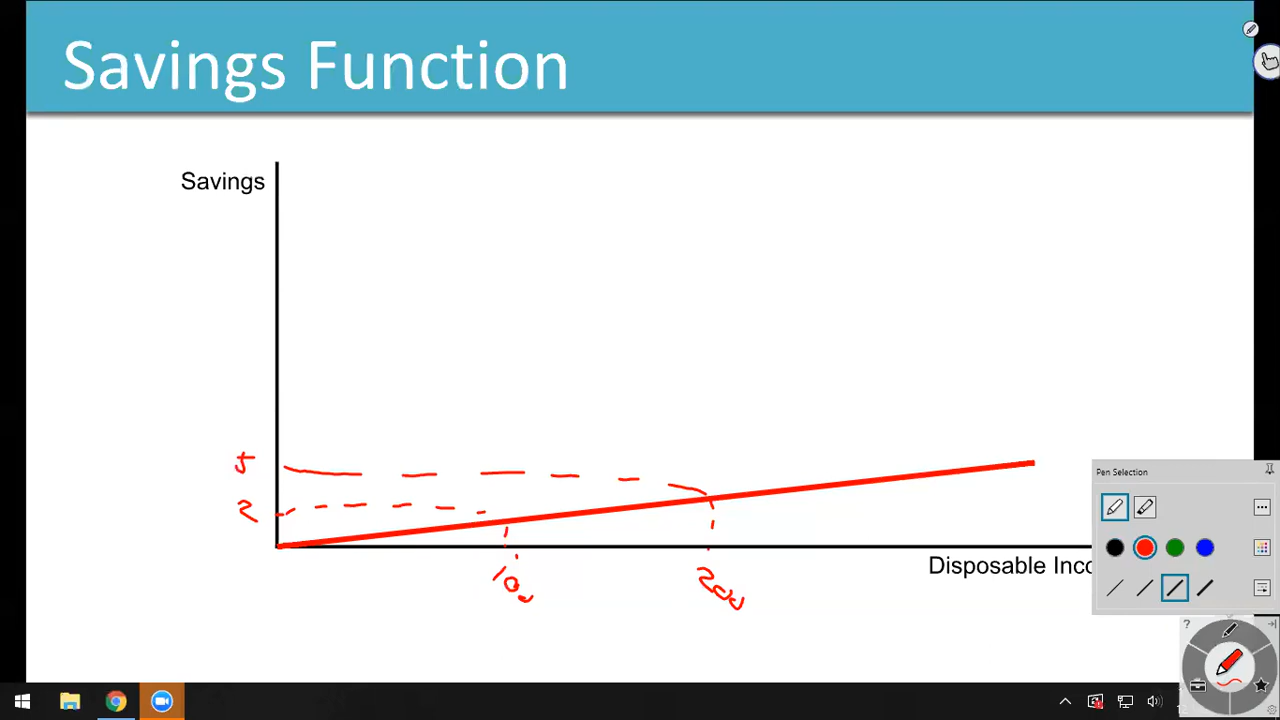 Savings Function
Savings
5
2
100
200
Disposable Inco
Pen Selection
?